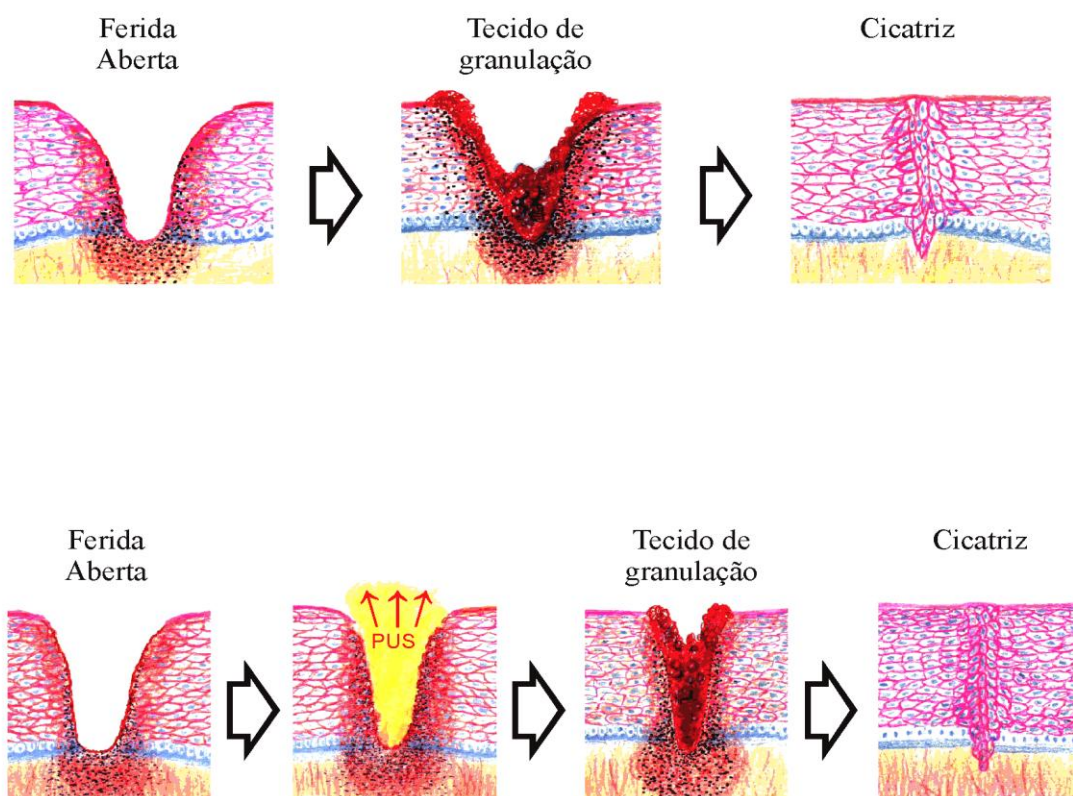 Ferida
Aberta
Tecido de
granulação
Cicatriz
Ferida
Aberta
PUS
Tecido de
granulação
Cicatriz